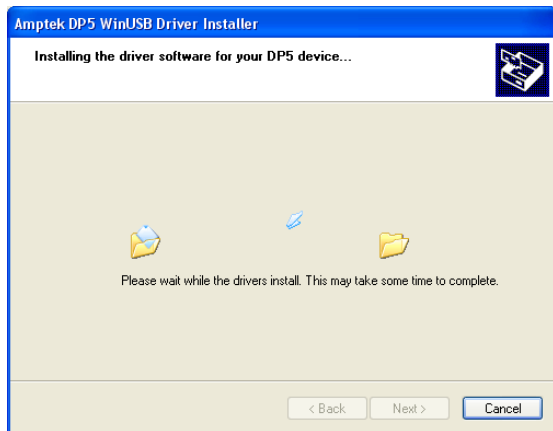 Amptek DP5 WinUSB Driver Installer
Installing the driver software for your DP5 device...
Please wait while the drivers install. This may take some time to complete.
< Back Next > Cancel